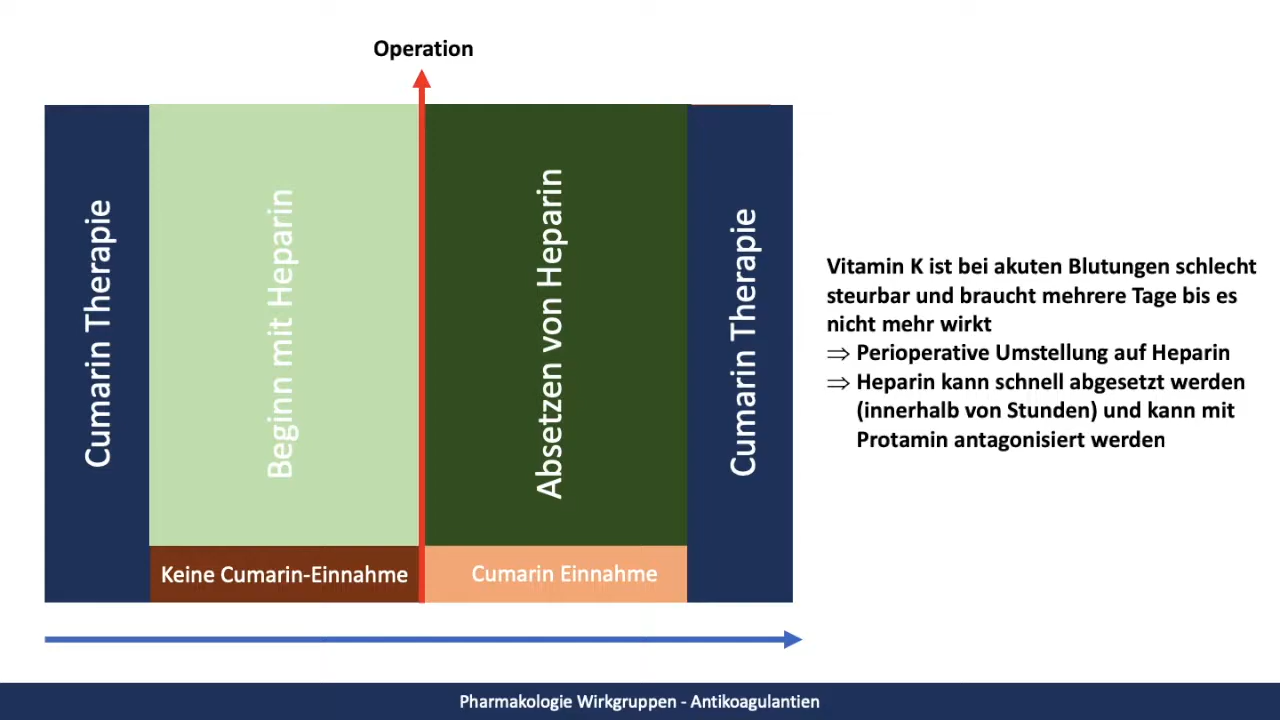 Operation
Cumarin Therapie
Beginn mit Heparin
Absetzen von Heparin
Cumarin Therapie
Keine Cumarin-Einnahme
Cumarin Einnahme
Vitamin K ist bei akuten Blutungen schlecht
steurbar und braucht mehrere Tage bis es
nicht mehr wirkt
⇒ Perioperative Umstellung auf Heparin
⇒ Heparin kann schnell abgesetzt werden
(innerhalb von Stunden) und kann mit
Protamin antagonisiert werden
Pharmakologie Wirkgruppen - Antikoagulantien